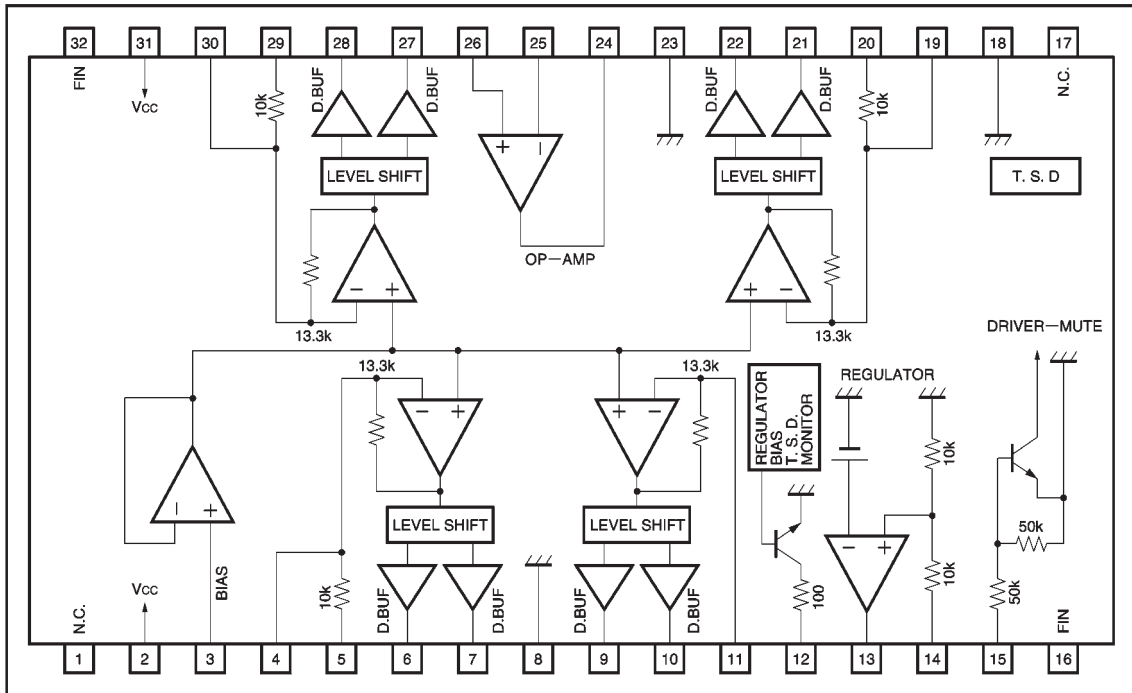 32 31 30 29 28 27 26 25 24 23 22 21 20 19 18 17
FIN
Vcc
10k
D.BUF
D.BUF
D.BUF
D.BUF
10k
N.C.
+ −
LEVEL SHIFT
LEVEL SHIFT
T. S. D
OP−AMP
− +
+ −
13.3k
13.3k
DRIVER−MUTE
13.3k
13.3k
REGULATOR
− +
+ −
REGULATOR
BIAS
T. S. D.
MONITOR
10k
− +
LEVEL SHIFT
LEVEL SHIFT
− +
50k
Vcc
BIAS
10k
D.BUF
D.BUF
D.BUF
D.BUF
100
10k
50k
N.C.
FIN
1 2 3 4 5 6 7 8 9 10 11 12 13 14 15 16